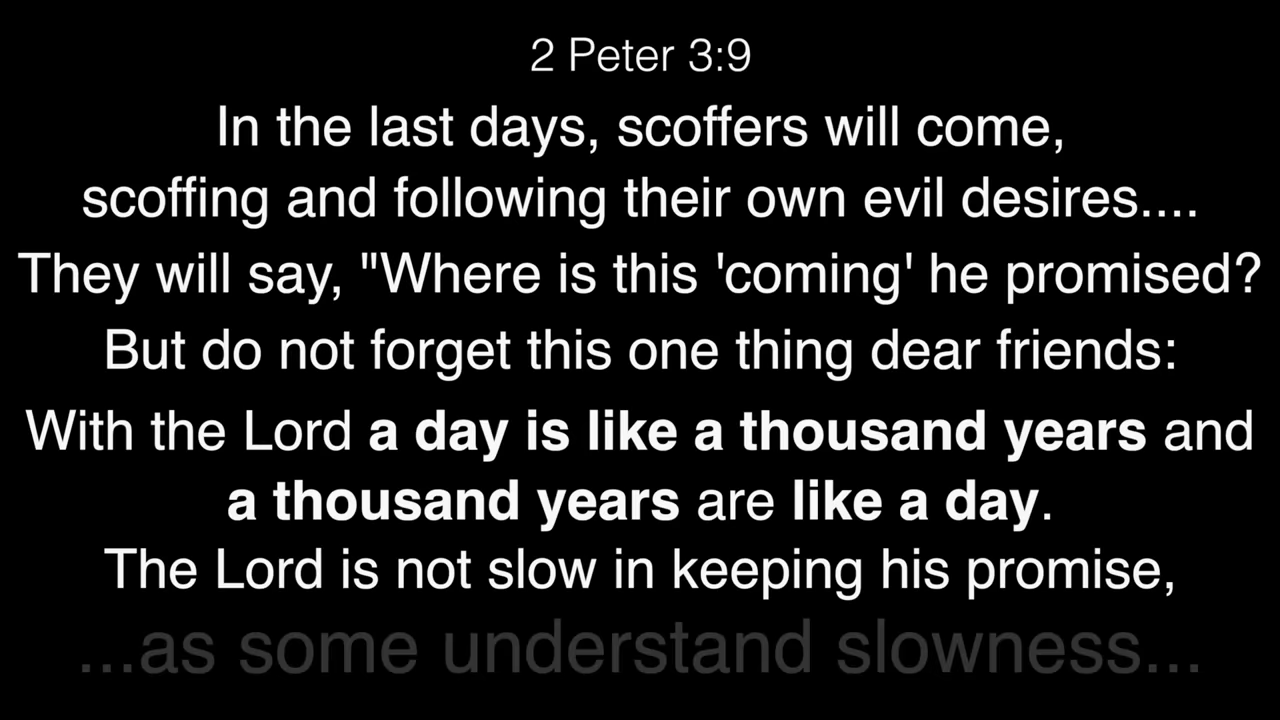 2 Peter 3:9
In the last days, scoffers will come,
scoffing and following their own evil desires....
They will say, "Where is this 'coming' he promised?
But do not forget this one thing dear friends:
With the Lord a day is like a thousand years and
a thousand years are like a day.
The Lord is not slow in keeping his promise,
...as some understand slowness...